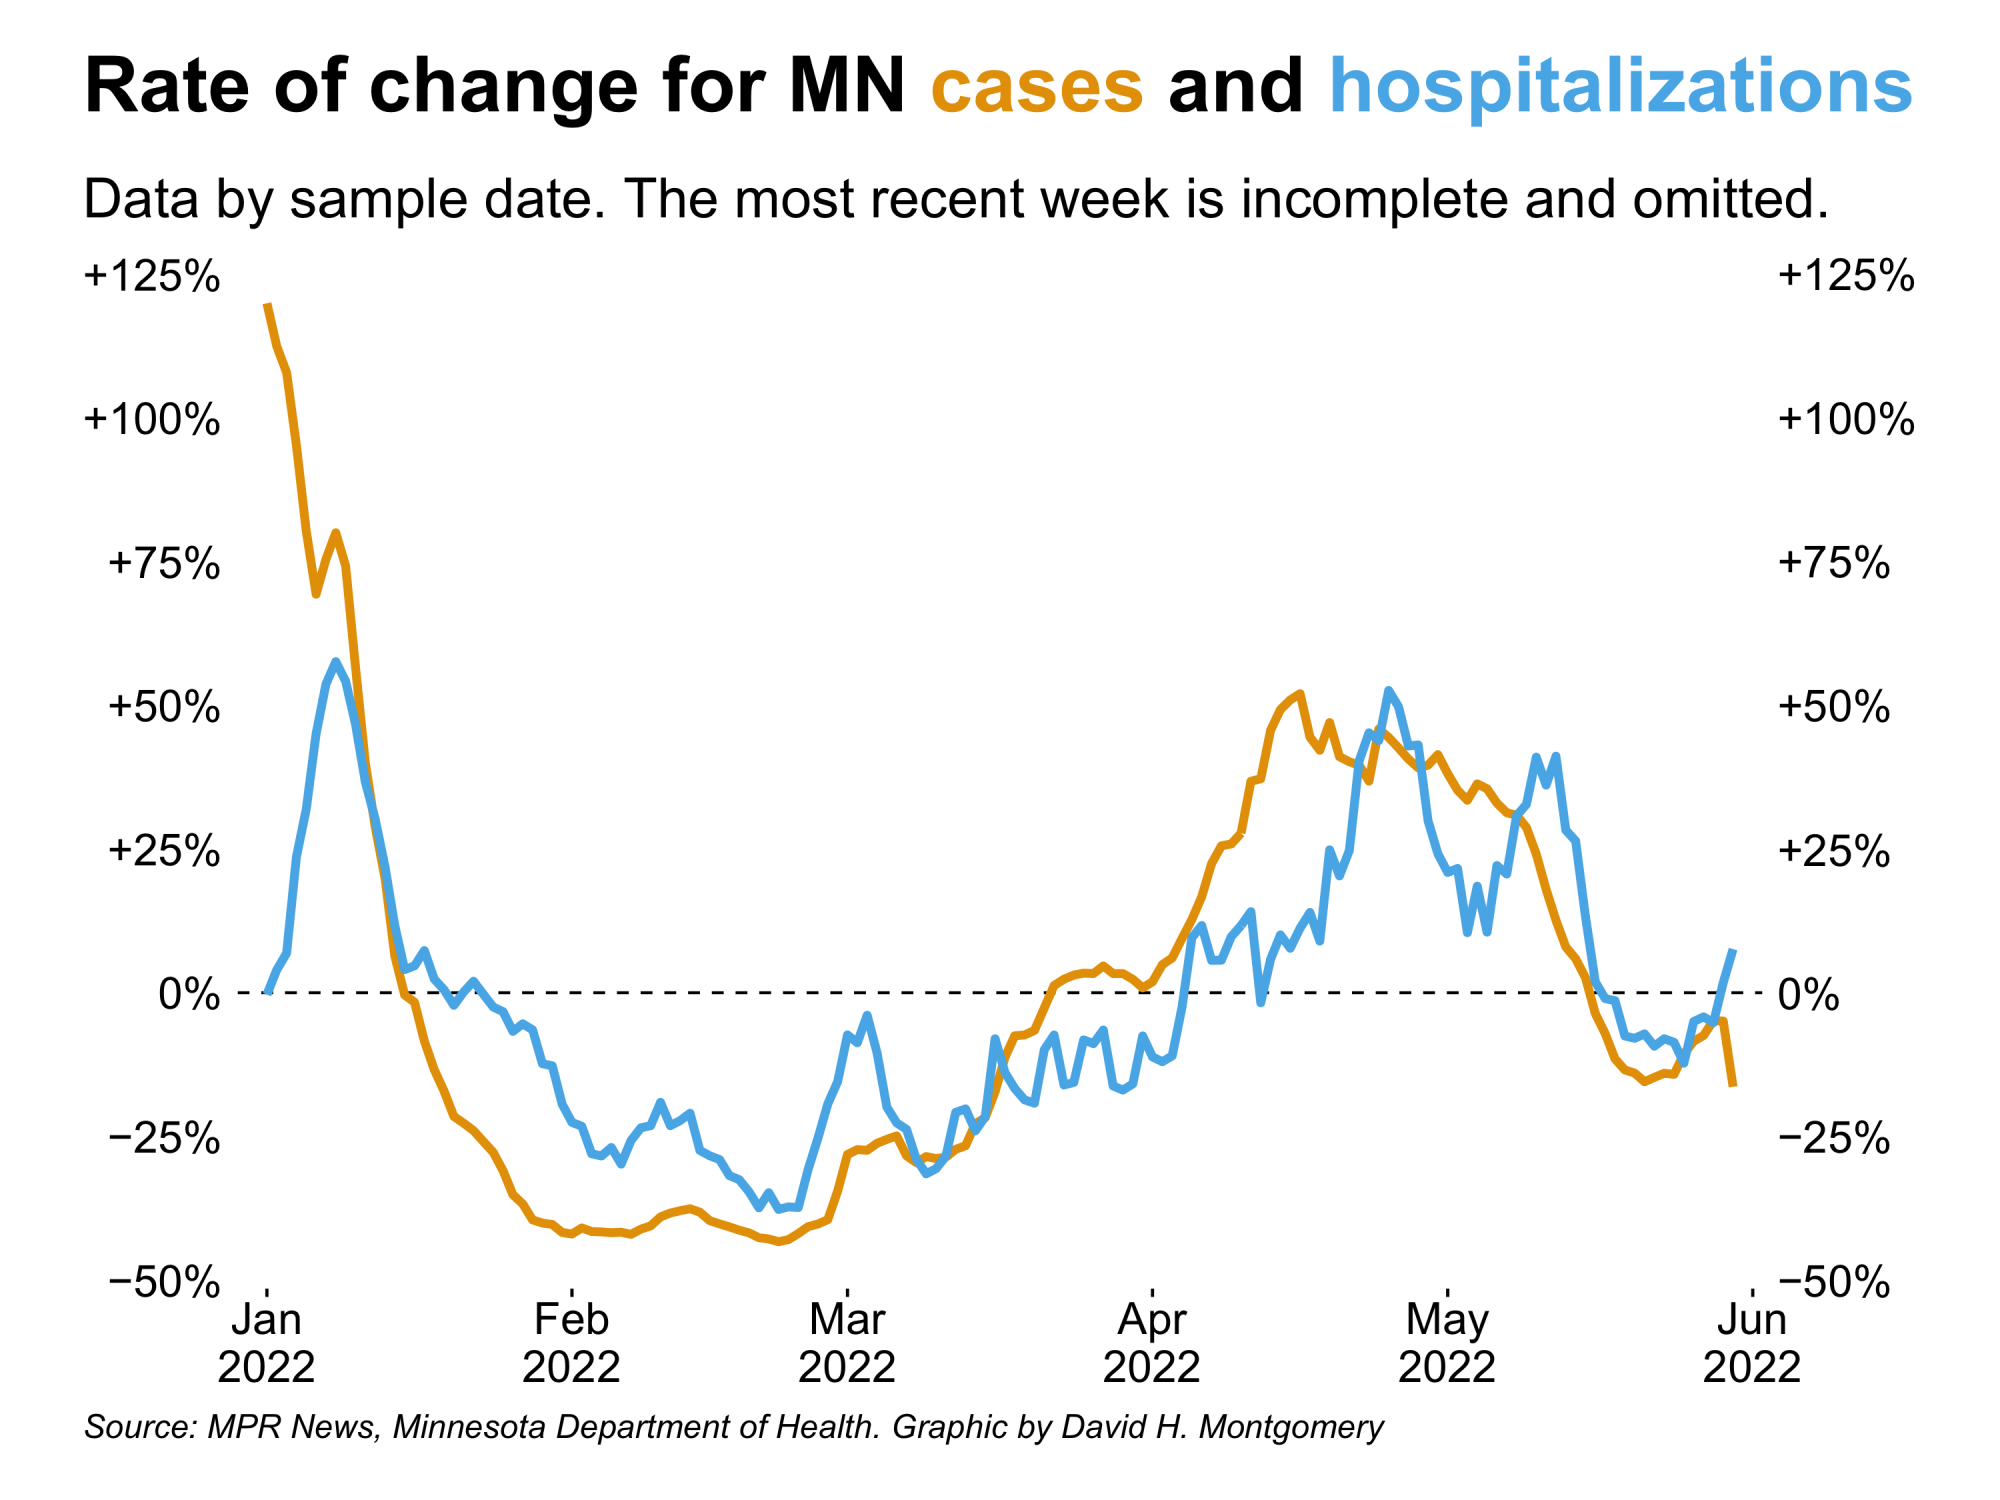 Rate of change for MN cases and hospitalizations
Data by sample date. The most recent week is incomplete and omitted.
+125% +125%
+100% +100%
+75% +75%
+50% +50%
+25% +25%
0% 0%
−25% −25%
−50% −50%
Jan Feb Mar Apr May Jun
2022 2022 2022 2022 2022 2022
Source: MPR News, Minnesota Department of Health. Graphic by David H. Montgomery